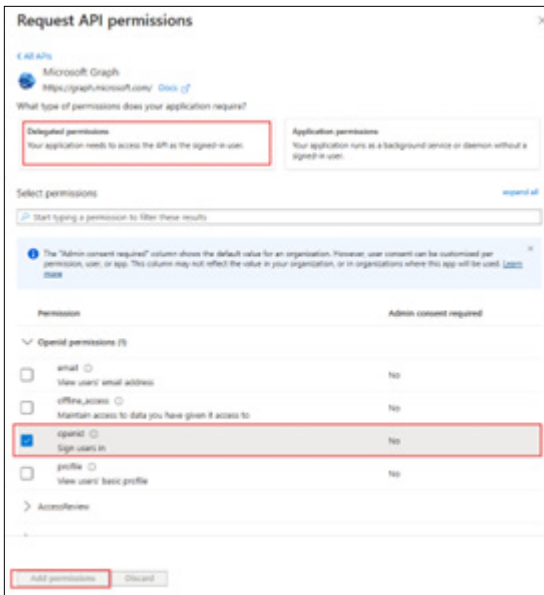 Request API permissions
< All APIs
Microsoft Graph
https://graph.microsoft.com/ Docs
What type of permissions does your application require?
Delegated permissions
Your application needs to access the API as the signed-in user.
Application permissions
Your application runs as a background service or daemon without a
signed-in user.
Select permissions
expand all
Start typing a permission to filter these results
The "Admin consent required" column shows the default value for an organization. However, user consent can be customized per
permission, user, or app. This column may not reflect the value in your organization, or in organizations where this app will be used. Learn
more
Permission
Admin consent required
Openid permissions (1)
email
No
View users' email address
offline_access
No
Maintain access to data you have given it access to
openid
No
Sign users in
profile
No
View users' basic profile
AccessReview
Add permissions
Discard